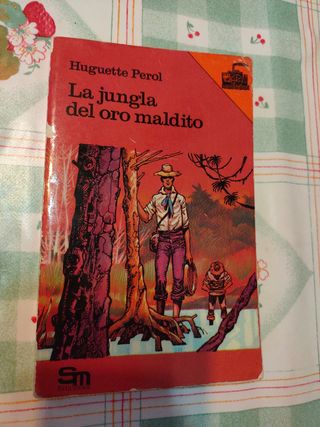 Huguette Perol
La jungla
del oro maldito
Sm